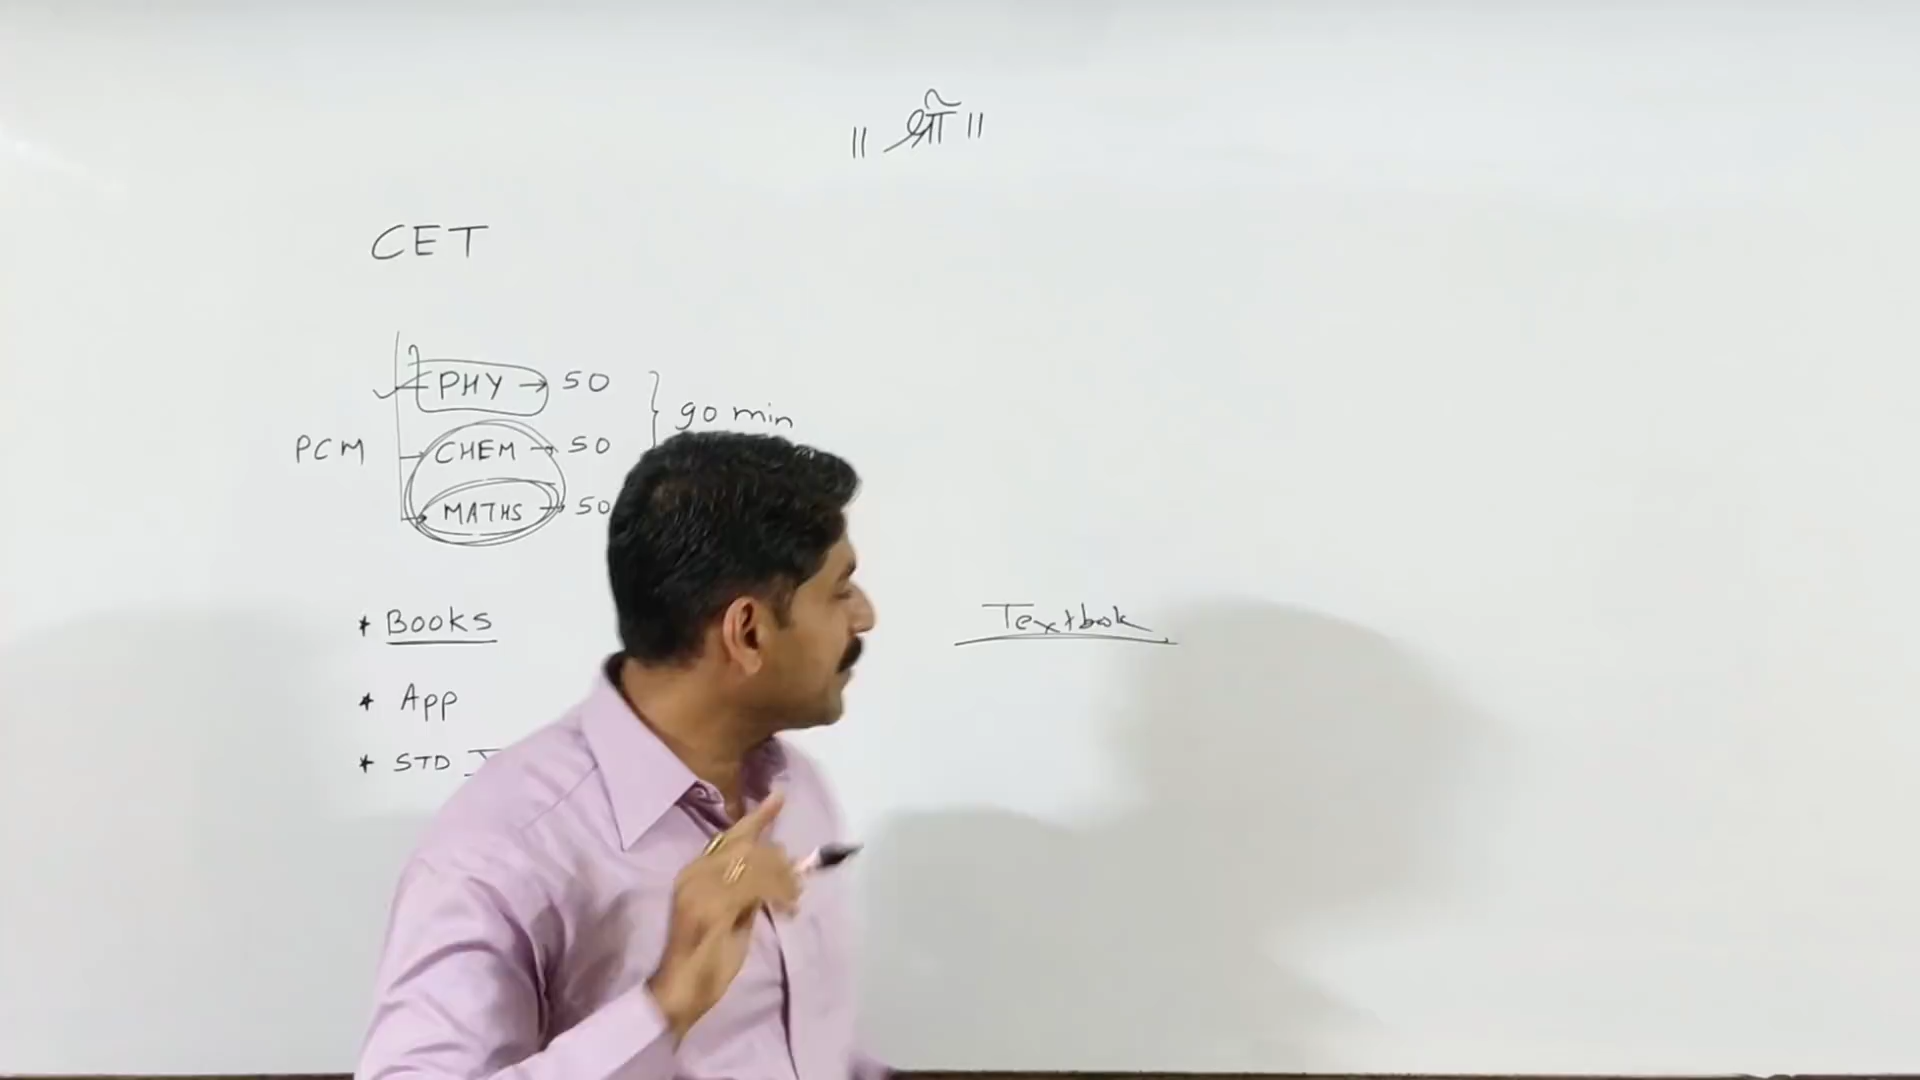 ॥ श्री ॥
CET
PHY → 50
90 min
PCM
CHEM → 50
MATHS → 50
* Books
Textbok
* App
* STD